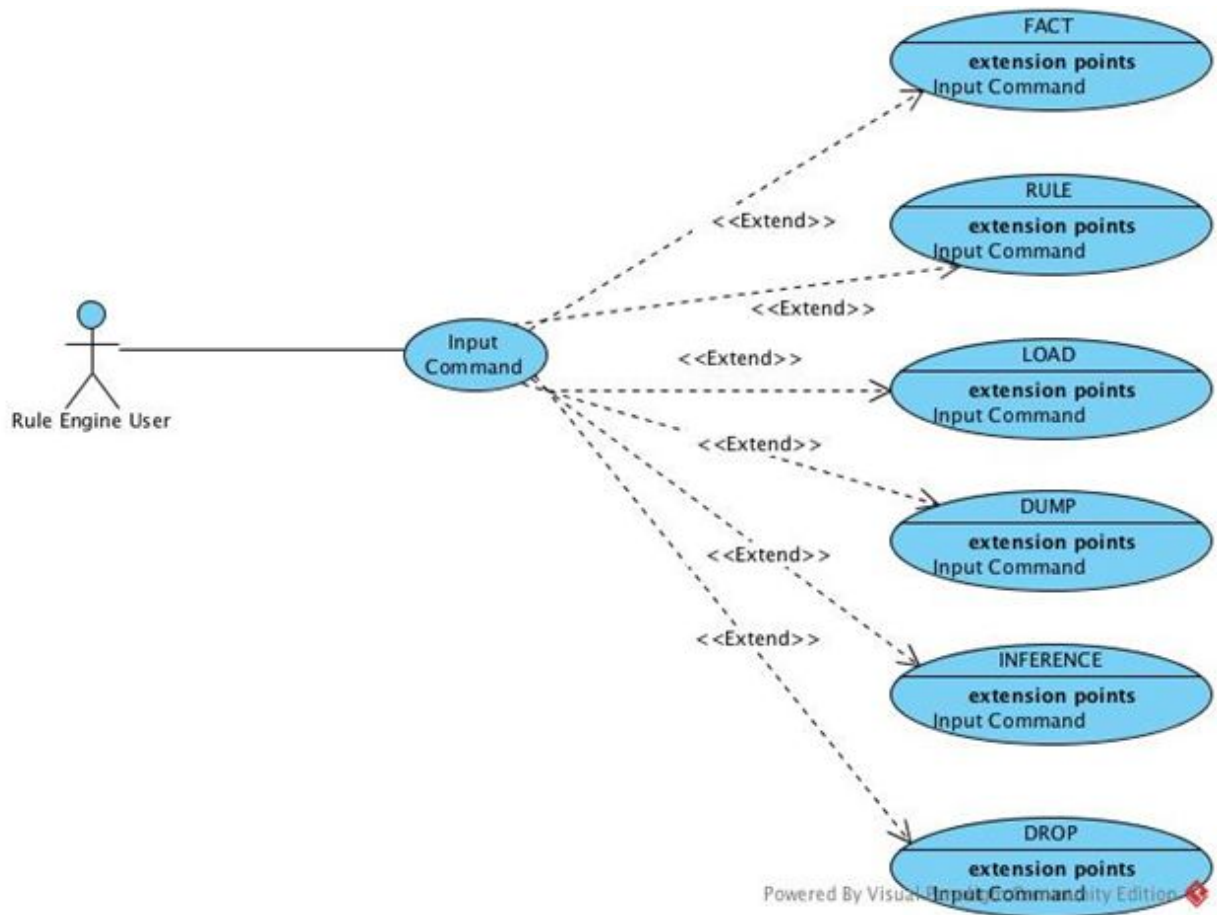 FACT
extension points
Input Command
<<Extend>>
RULE
extension points
Input Command
<<Extend>>
Input
Command
Rule Engine User
<<Extend>>
LOAD
extension points
Input Command
<<Extend>>
DUMP
extension points
Input Command
<<Extend>>
INFERENCE
extension points
Input Command
<<Extend>>
DROP
extension points
Input Command
Powered By Visual Paradigm Community Edition